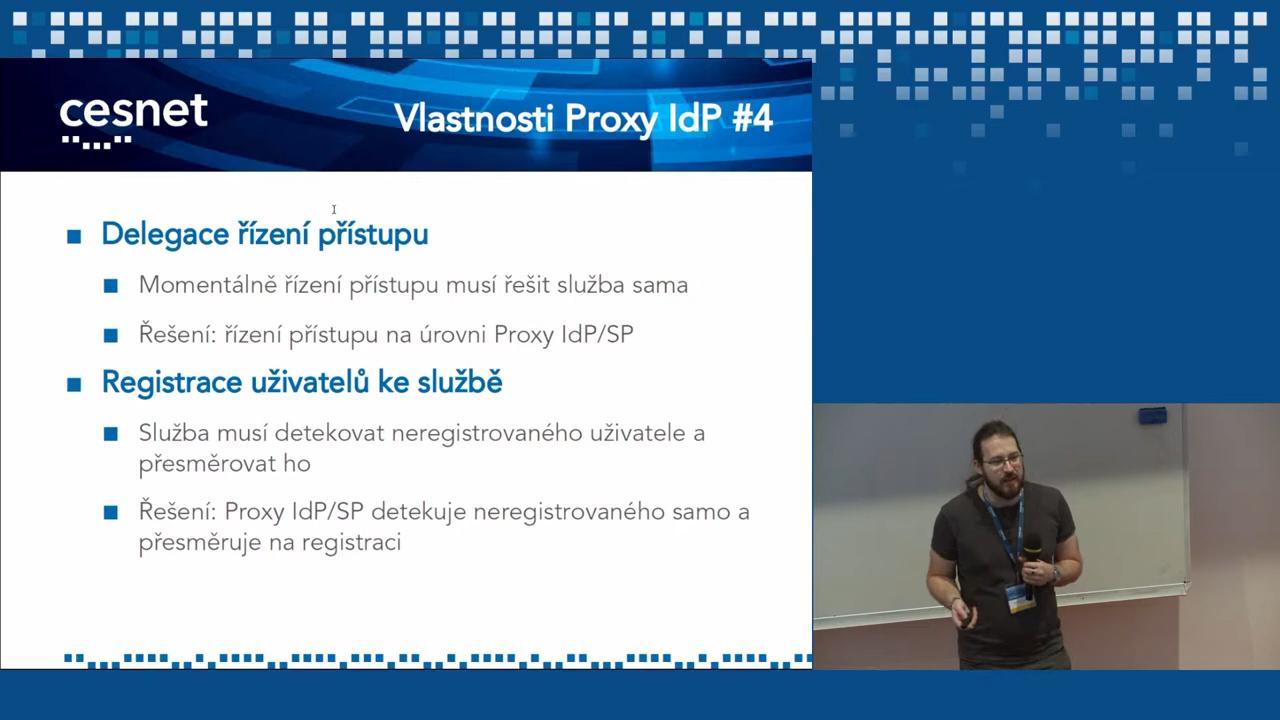 cesnet
Vlastnosti Proxy IdP #4
Delegace řízení přístupu
Momentálně řízení přístupu musí řešit služba sama
Řešení: řízení přístupu na úrovni Proxy IdP/SP
Registrace uživatelů ke službě
Služba musí detekovat neregistrovaného uživatele a
přesměrovat ho
Řešení: Proxy IdP/SP detekuje neregistrovaného samo a
přesměruje na registraci